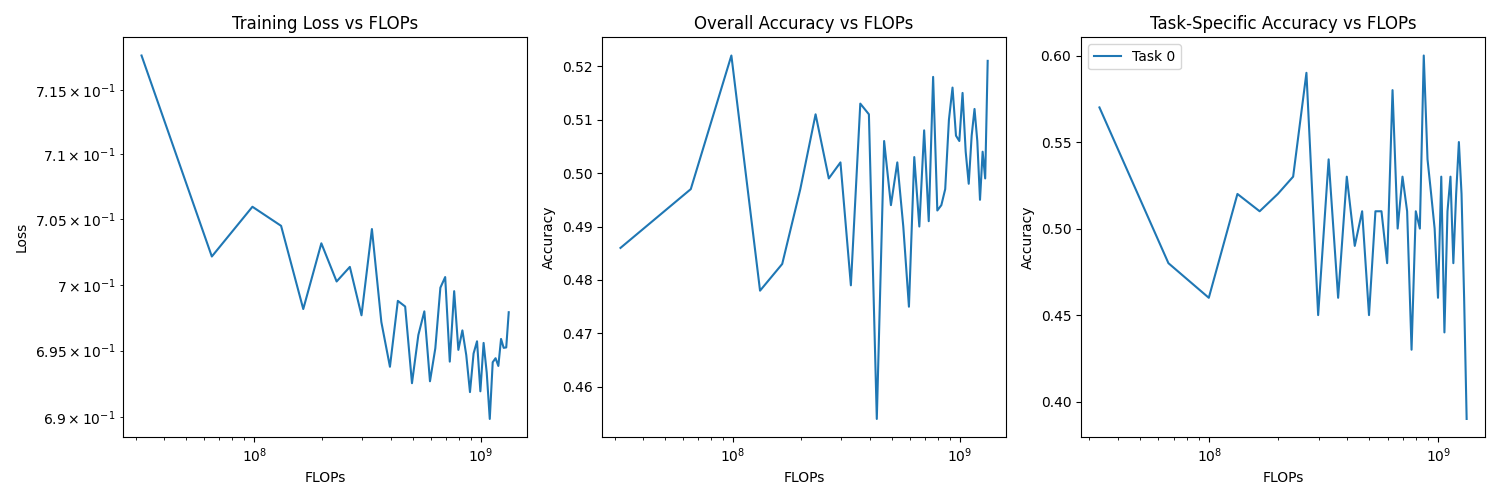 Training Loss vs FLOPs
Loss
7.15 × 10⁻¹
7.1 × 10⁻¹
7.05 × 10⁻¹
7 × 10⁻¹
6.95 × 10⁻¹
6.9 × 10⁻¹
10⁸
10⁹
FLOPs
Overall Accuracy vs FLOPs
Accuracy
0.52
0.51
0.50
0.49
0.48
0.47
0.46
10⁸
10⁹
FLOPs
Task-Specific Accuracy vs FLOPs
Task 0
Accuracy
0.60
0.55
0.50
0.45
0.40
10⁸
10⁹
FLOPs